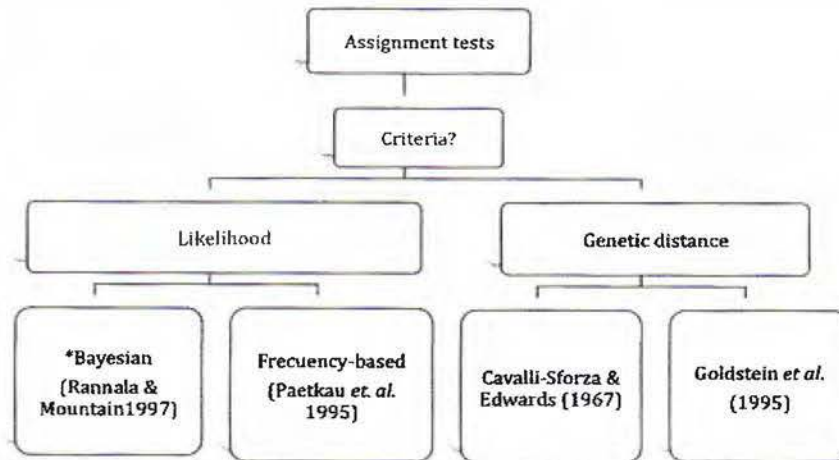 Assignment tests
Criteria?
Likelihood
Genetic distance
*Bayesian
(Rannala &
Mountain1997)
Frecuency-based
(Paetkau et. al.
1995)
Cavalli-Sforza &
Edwards (1967)
Goldstein et al.
(1995)